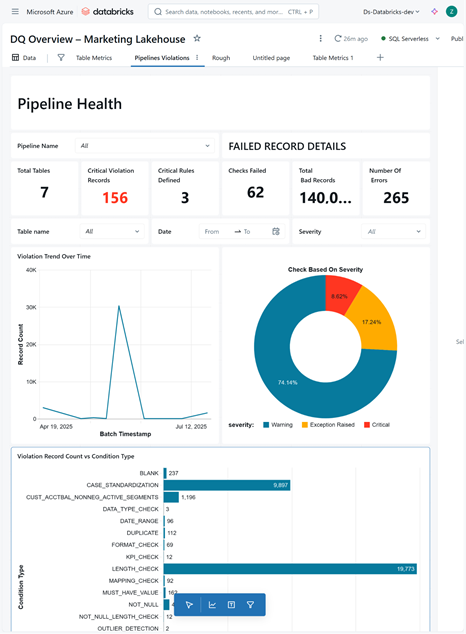 Microsoft Azure databricks Search data, notebooks, recents, and more... CTRL + P Ds-Databricks-dev Z
DQ Overview – Marketing Lakehouse 26m ago SQL Serverless Publ
Data Table Metrics Pipelines Violations Rough Untitled page Table Metrics 1
Pipeline Health
Pipeline Name All FAILED RECORD DETAILS
Total Tables
7
Critical Violation Records
156
Critical Rules Defined
3
Checks Failed
62
Total Bad Records
140,0...
Number Of Errors
265
Table name All Date From To Severity All
Violation Trend Over Time
40K
30K
20K
10K
0
Record Count
Apr 19, 2025 Jul 12, 2025
Batch Timestamp
Check Based On Severity
8.62%
17.24%
74.14%
severity: Warning Exception Raised Critical
Sel
Violation Record Count vs Condition Type
Condition Type
BLANK 237
CASE_STANDARDIZATION 9,897
CUST_ACCTBAL_NONNEG_ACTIVE_SEGMENTS 1,196
DATA_TYPE_CHECK 3
DATE_RANGE 96
DUPLICATE 112
FORMAT_CHECK 69
KPI_CHECK 12
LENGTH_CHECK 19,773
MAPPING_CHECK 92
MUST_HAVE_VALUE
NOT_NULL
NOT_NULL_LENGTH_CHECK 12
OUTLIER_DETECTION 2